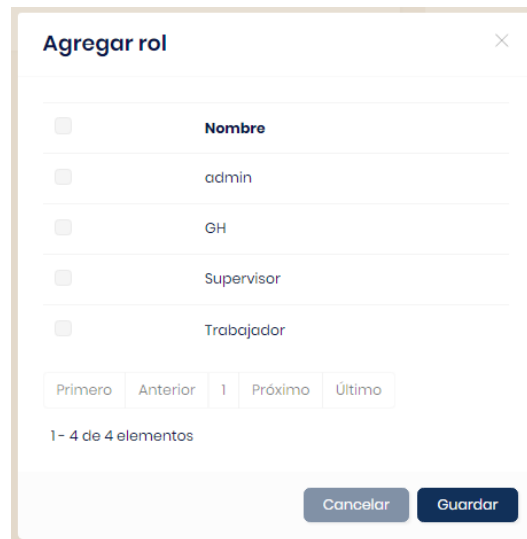 Agregar rol
Nombre
admin
GH
Supervisor
Trabajador
Primero Anterior 1 Próximo Último
1 - 4 de 4 elementos
Cancelar Guardar